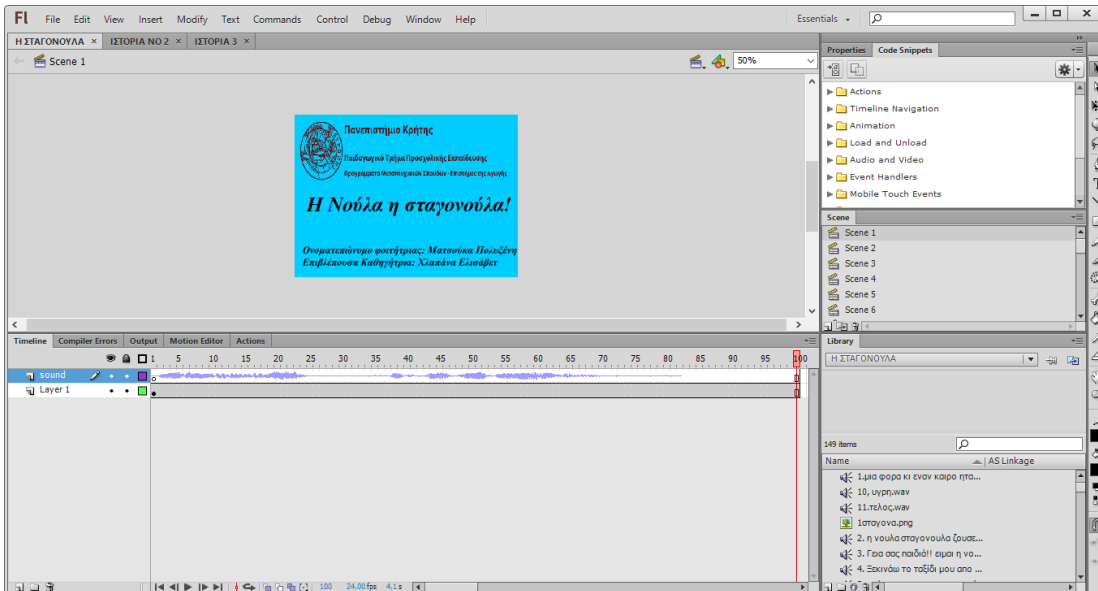 Fl File Edit View Insert Modify Text Commands Control Debug Window Help Essentials
Η ΣΤΑΓΟΝΟΥΛΑ × ΙΣΤΟΡΙΑ ΝΟ 2 × ΙΣΤΟΡΙΑ 3 ×
Scene 1 50%
Πανεπιστήμιο Κρήτης
Παιδαγωγικό Τμήμα Προσχολικής Εκπαίδευσης
Προγράμματα Μεταπτυχιακών Σπουδών - Επιστήμες της Αγωγής
Η Νούλα η σταγονούλα!
Ονοματεπώνυμο φοιτήτριας: Ματσούκα Πολυξένη
Επιβλέπουσα Καθηγήτρια: Χλαπάνα Ελισάβετ
Properties Code Snippets
Actions
Timeline Navigation
Animation
Load and Unload
Audio and Video
Event Handlers
Mobile Touch Events
Scene
Scene 1
Scene 2
Scene 3
Scene 4
Scene 5
Scene 6
Timeline Compiler Errors Output Motion Editor Actions
1 5 10 15 20 25 30 35 40 45 50 55 60 65 70 75 80 85 90 95 100
sound
Layer 1
100 24,00 fps 4,1 s
Library
Η ΣΤΑΓΟΝΟΥΛΑ
149 items
Name AS Linkage
1.μια φορα κι εναν καιρο ητα...
10, υγρη.wav
11.τελος.wav
1σταγονα.png
2. η νουλα σταγονουλα ζουσε...
3. Γεια σας παιδιά!! ειμαι η νο...
4. Ξεκινάω το ταξίδι μου απο ...